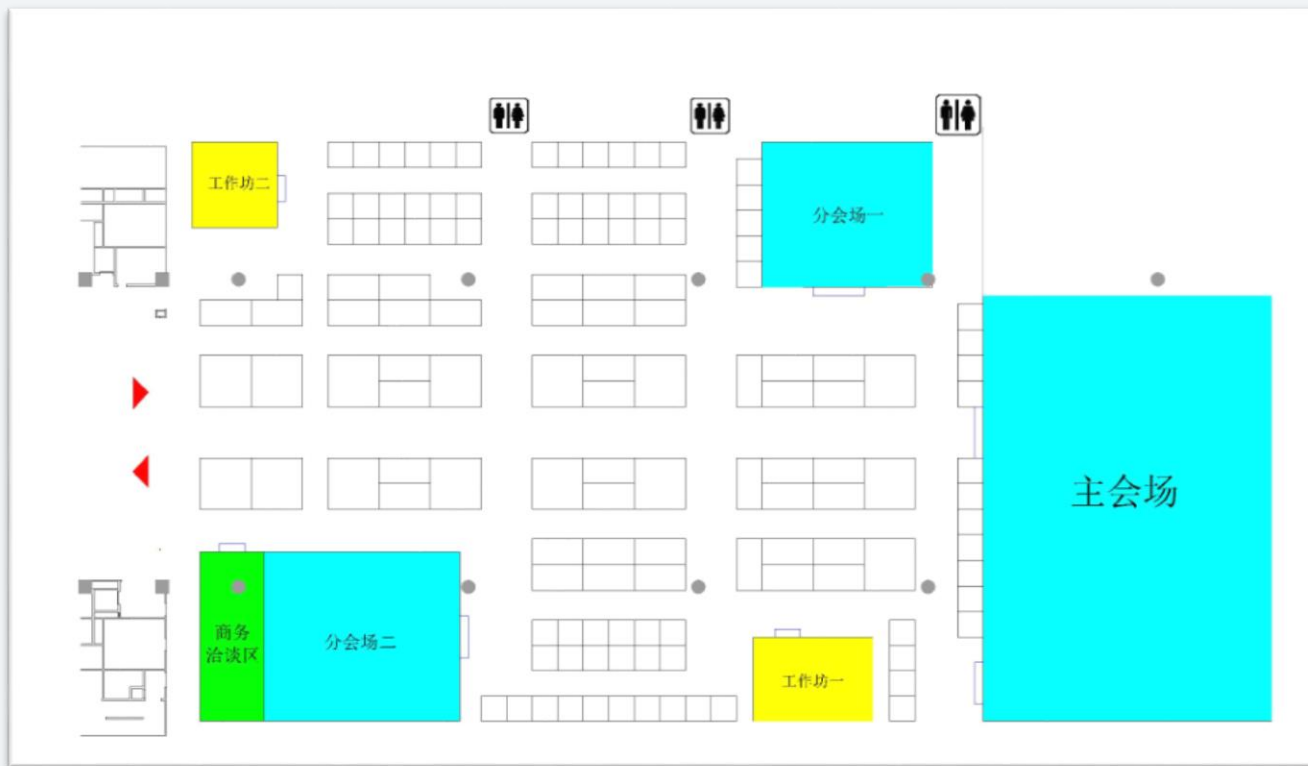 工作坊二
分会场一
主会场
商务
洽谈区
分会场二
工作坊一